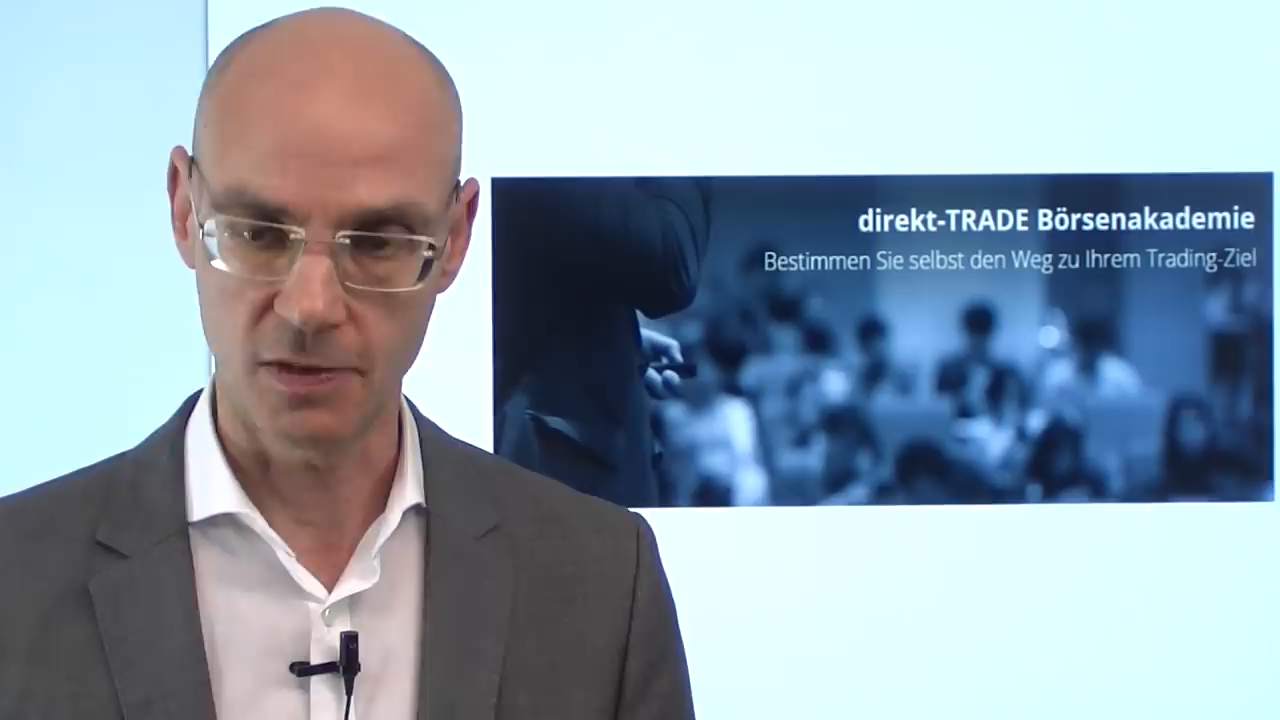 direkt-TRADE Börsenakademie
Bestimmen Sie selbst den Weg zu Ihrem Trading-Ziel